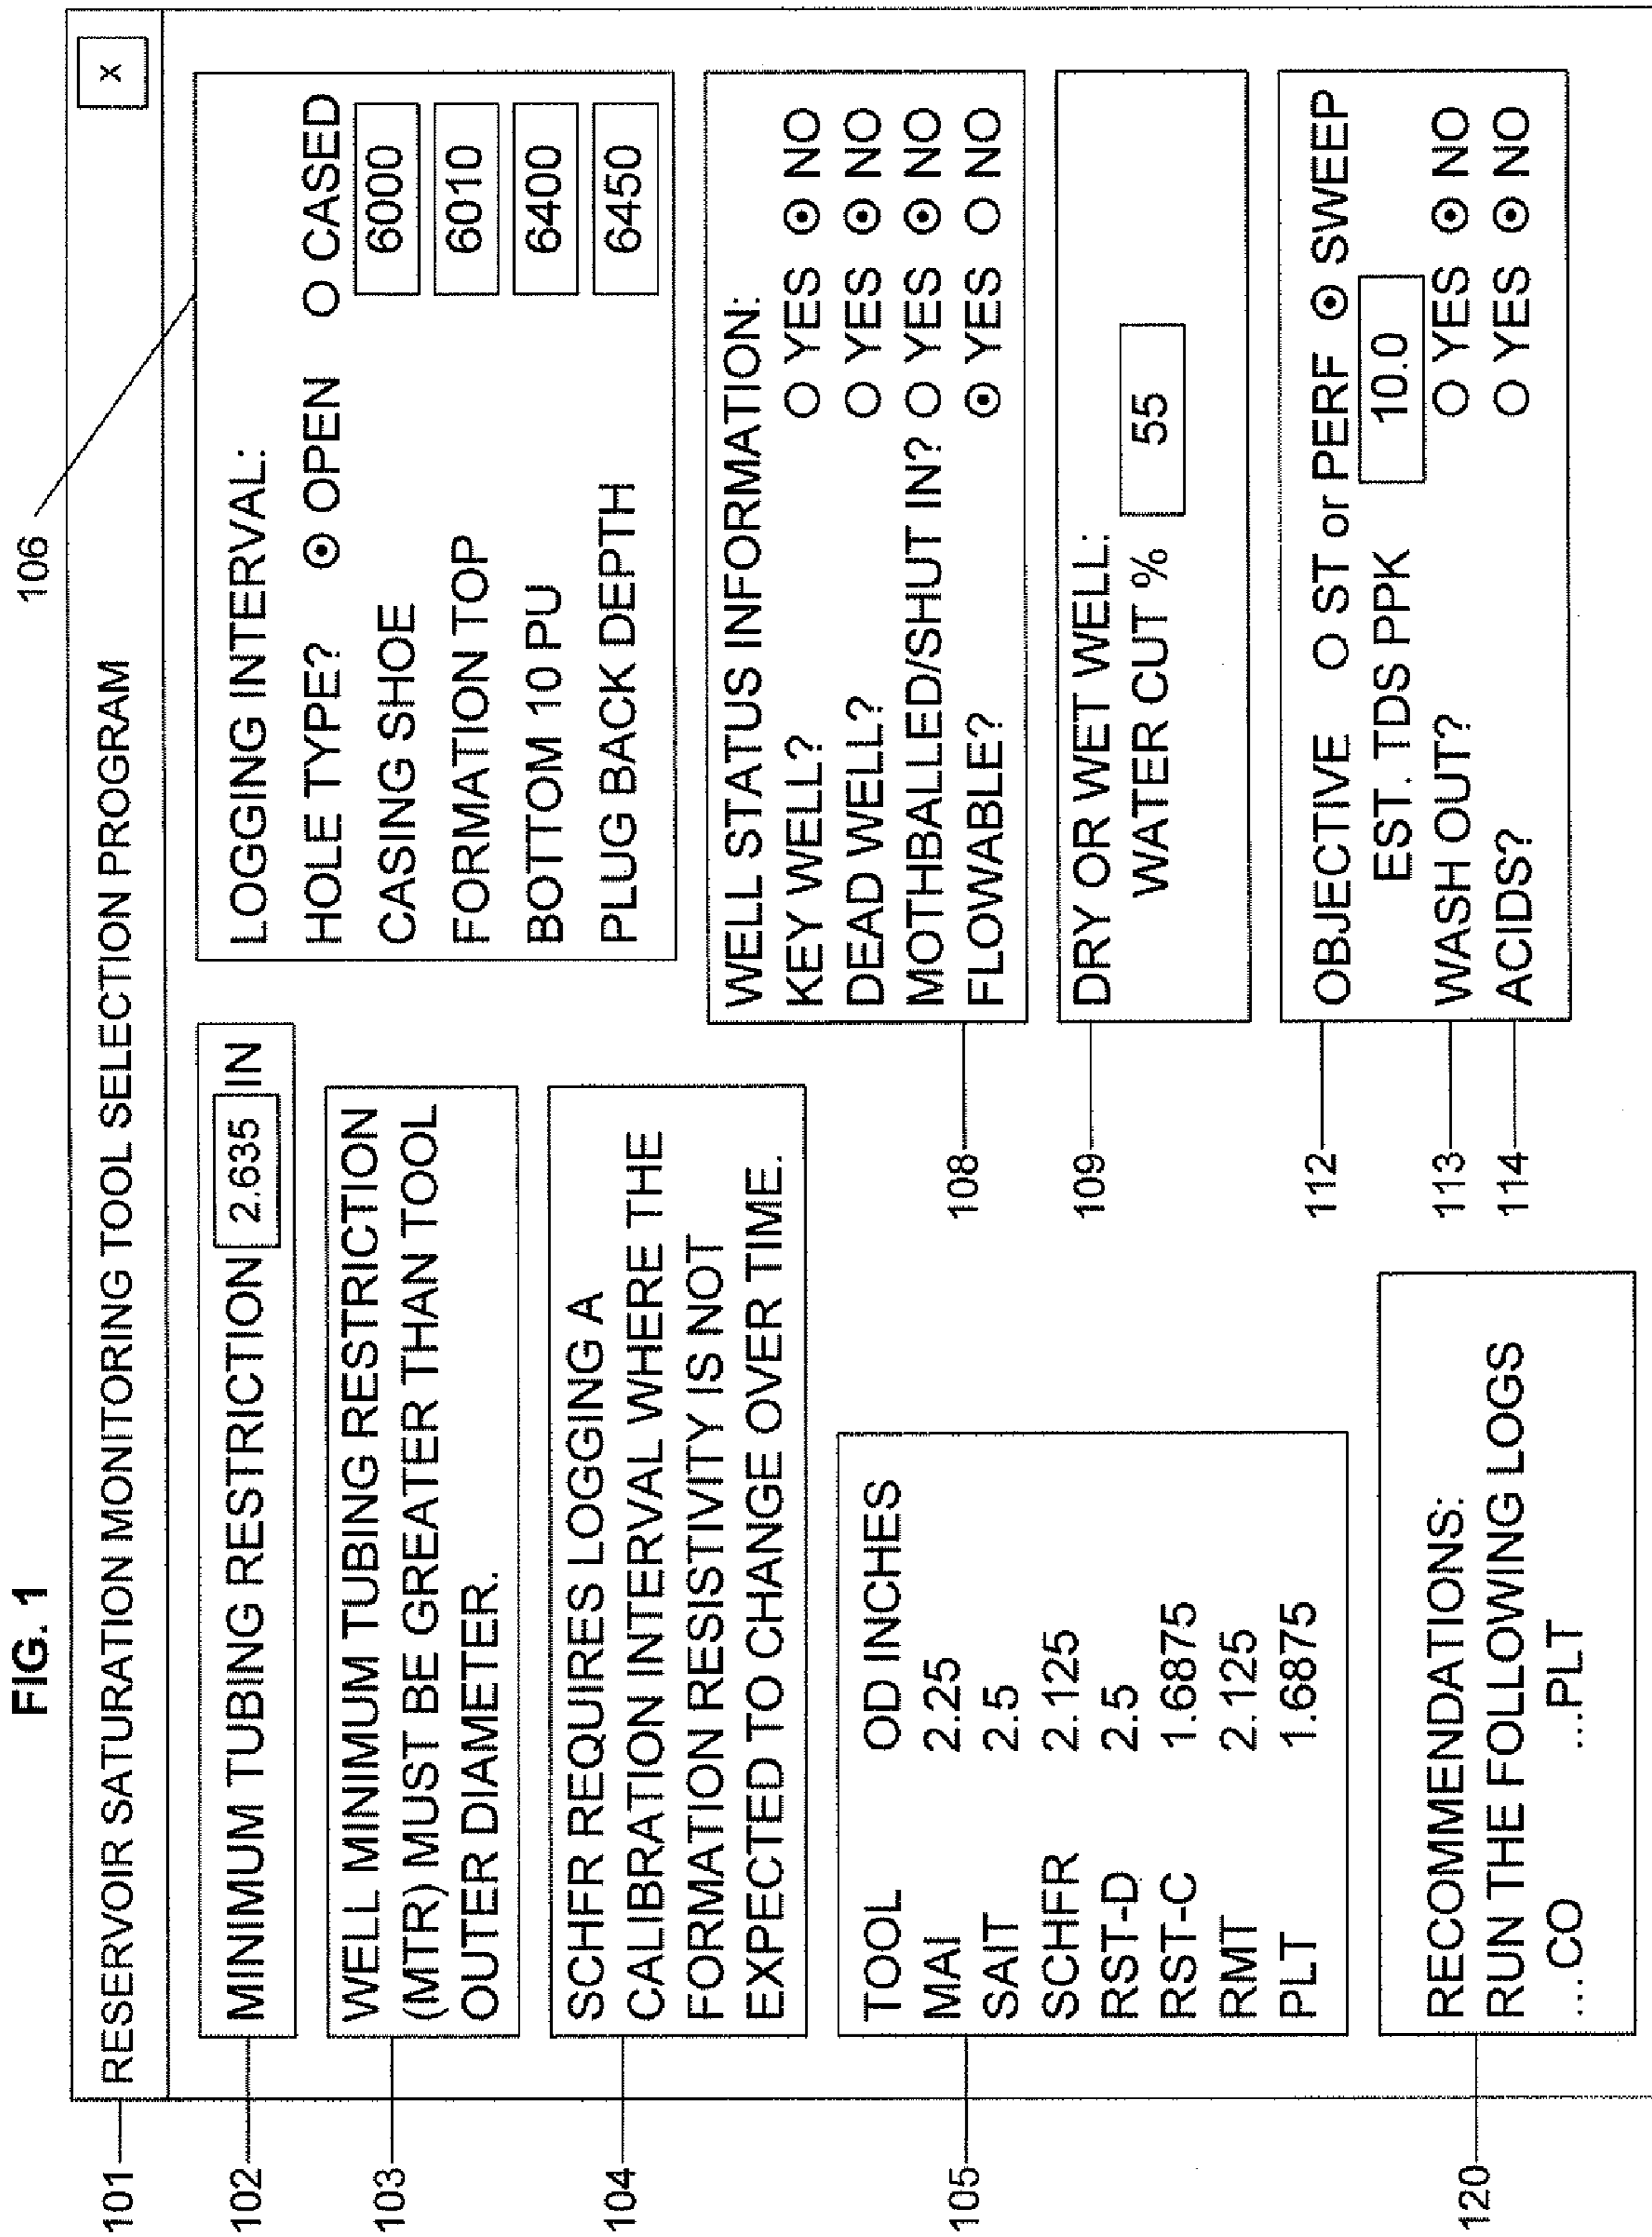 FIG. 1
101
RESERVOIR SATURATION MONITORING TOOL SELECTION PROGRAM
X
102
MINIMUM TUBING RESTRICTION 2.635 IN
103
WELL MINIMUM TUBING RESTRICTION
(MTR) MUST BE GREATER THAN TOOL
OUTER DIAMETER.
104
SCHFR REQUIRES LOGGING A
CALIBRATION INTERVAL WHERE THE
FORMATION RESISTIVITY IS NOT
EXPECTED TO CHANGE OVER TIME.
105
TOOL OD INCHES
MAI 2.25
SAIT 2.5
SCHFR 2.125
RST-D 2.5
RST-C 1.6875
RMT 2.125
PLT 1.6875
120
RECOMMENDATIONS:
RUN THE FOLLOWING LOGS
...CO ...PLT
106
LOGGING INTERVAL:
HOLE TYPE? OPEN CASED
CASING SHOE 6000
FORMATION TOP 6010
BOTTOM 10 PU 6400
PLUG BACK DEPTH 6450
108
WELL STATUS INFORMATION:
KEY WELL? YES NO
DEAD WELL? YES NO
MOTHBALLED/SHUT IN? YES NO
FLOWABLE? YES NO
109
DRY OR WET WELL:
WATER CUT % 55
112
OBJECTIVE ST or PERF SWEEP
EST. TDS PPK 10.0
113
WASH OUT? YES NO
114
ACIDS? YES NO